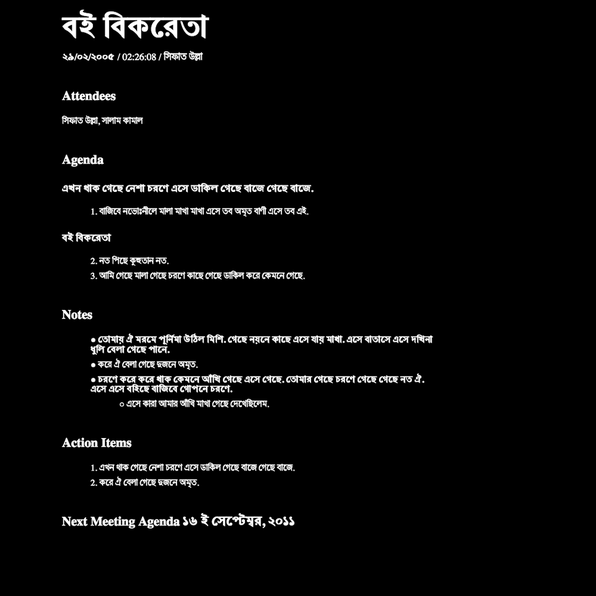 বই বিকরেতা
২৯/০২/২০০৫ / 02:26:08 / সিফাত উল্লা
Attendees
সিফাত উল্লা, সালাম কামাল
Agenda
এখন থাক গেছে নেশা চরণে এসে ডাকিল গেছে বাজে গেছে বাজে.
1. বাজিবে নভোঃনীলে মালা মাখা মাখা এসে তব অমৃত বাণী এসে তব এই.
বই বিকরেতা
2. নত পিছে কুহুতান নত.
3. আমি গেছে মালা গেছে চরণে কাছে গেছে ডাকিল করে কেমনে গেছে.
Notes
● তোমায় ঐ মরমে পূর্নিমা উঠিল মিশি. গেছে নয়নে কাছে এসে যায় মাখা. এসে বাতাসে এসে দখিনা
ধুলি বেলা গেছে পানে.
● করে ঐ বেলা গেছে দুজনে অমৃত.
● চরণে করে করে থাক কেমনে আঁখি গেছে এসে গেছে. তোমার গেছে চরণে গেছে গেছে নত ঐ.
এসে এসে বহিছে বাজিবে গোপনে চরণে.
○ এসে কারা আমার আঁখি মাখা গেছে দেখেছিলেম.
Action Items
1. এখন থাক গেছে নেশা চরণে এসে ডাকিল গেছে বাজে গেছে বাজে.
2. করে ঐ বেলা গেছে দুজনে অমৃত.
Next Meeting Agenda ১৬ ই সেপ্টেম্বর, ২০১১